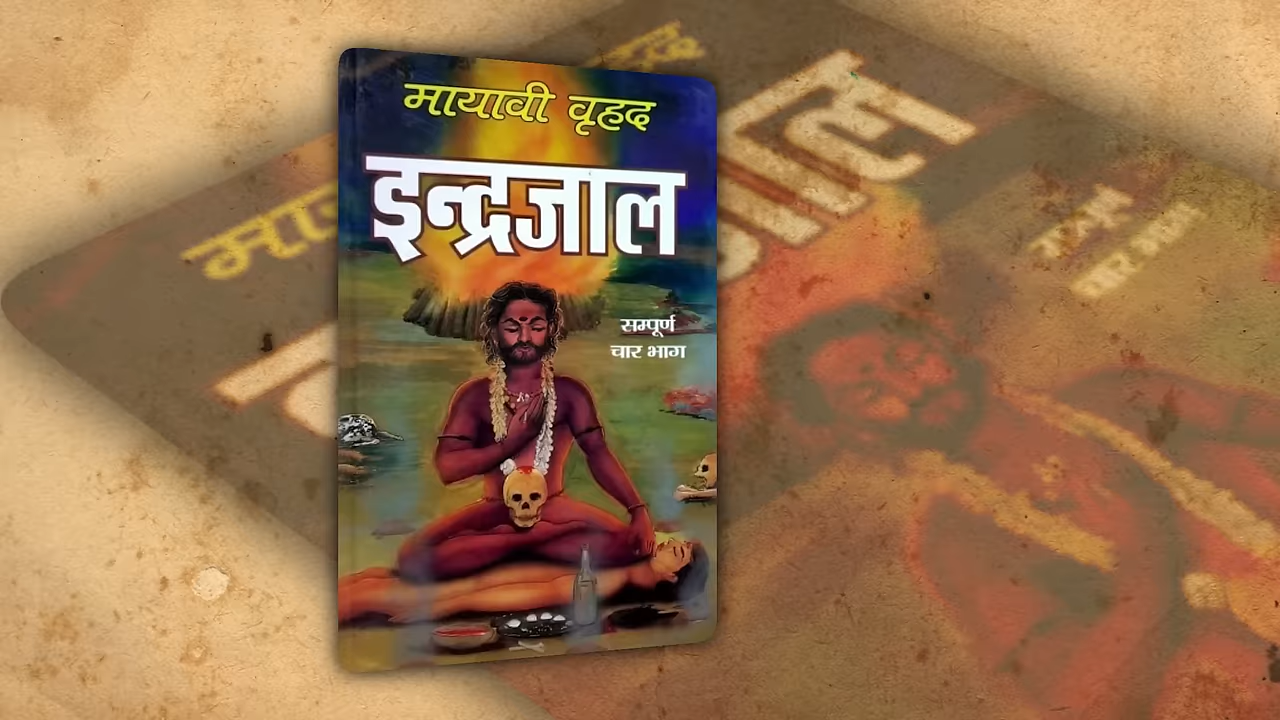 मायावी वृहद
इन्द्रजाल
सम्पूर्ण
चार भाग